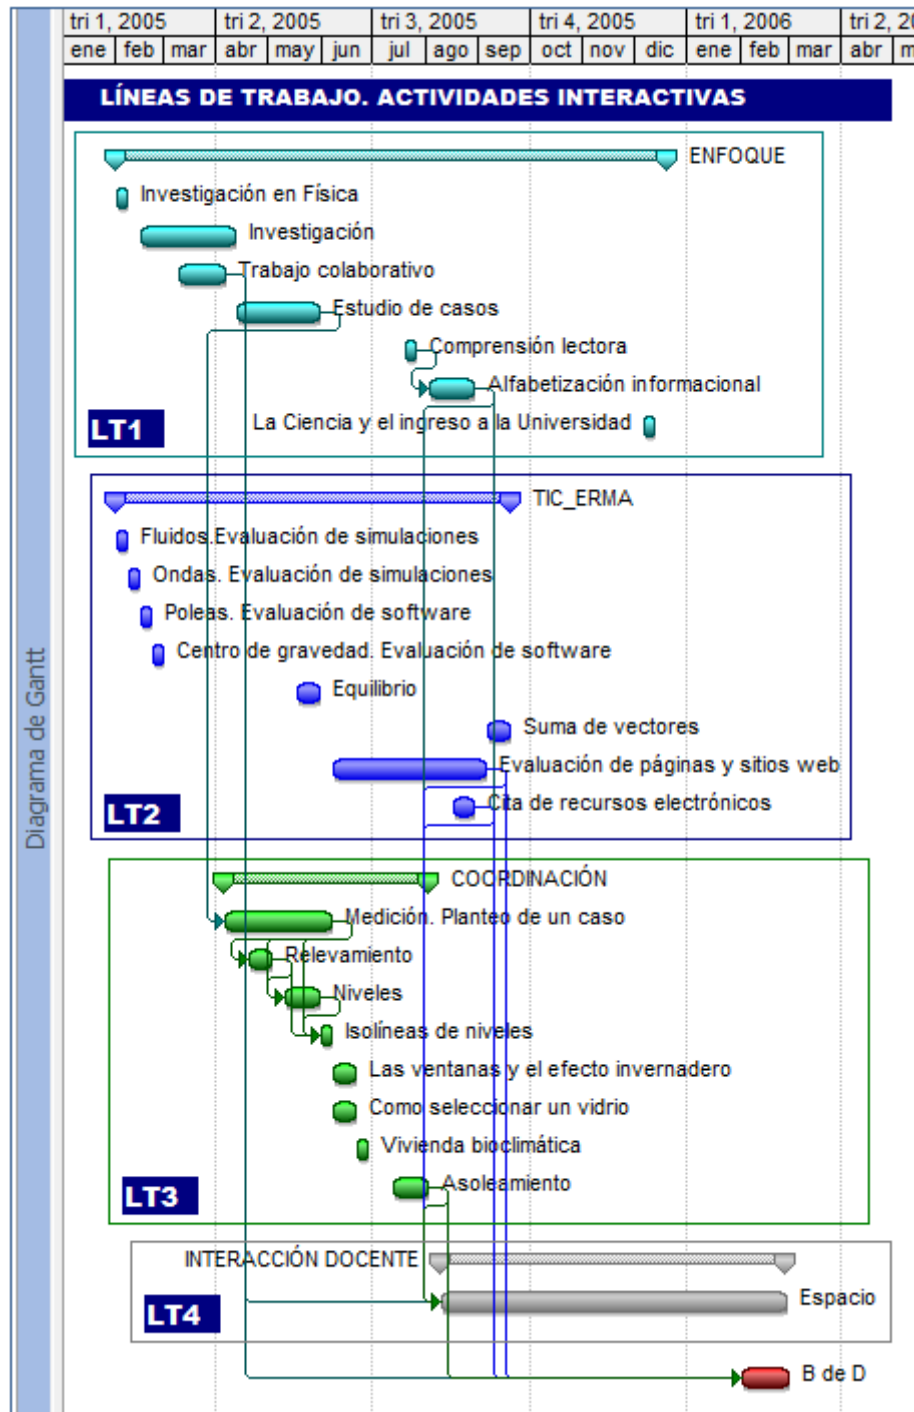 tri 1, 2005 tri 2, 2005 tri 3, 2005 tri 4, 2005 tri 1, 2006 tri 2, 2
ene feb mar abr may jun jul ago sep oct nov dic ene feb mar abr m
LÍNEAS DE TRABAJO. ACTIVIDADES INTERACTIVAS
ENFOQUE
Investigación en Física
Investigación
Trabajo colaborativo
Estudio de casos
Comprensión lectora
Alfabetización informacional
La Ciencia y el ingreso a la Universidad
LT1
TIC_ERMA
Fluidos.Evaluación de simulaciones
Ondas. Evaluación de simulaciones
Poleas. Evaluación de software
Centro de gravedad. Evaluación de software
Equilibrio
Suma de vectores
Evaluación de páginas y sitios web
Cita de recursos electrónicos
LT2
Diagrama de Gantt
COORDINACIÓN
Medición. Planteo de un caso
Relevamiento
Niveles
Isolíneas de niveles
Las ventanas y el efecto invernadero
Como seleccionar un vidrio
Vivienda bioclimática
Asoleamiento
LT3
INTERACCIÓN DOCENTE
Espacio
LT4
B de D